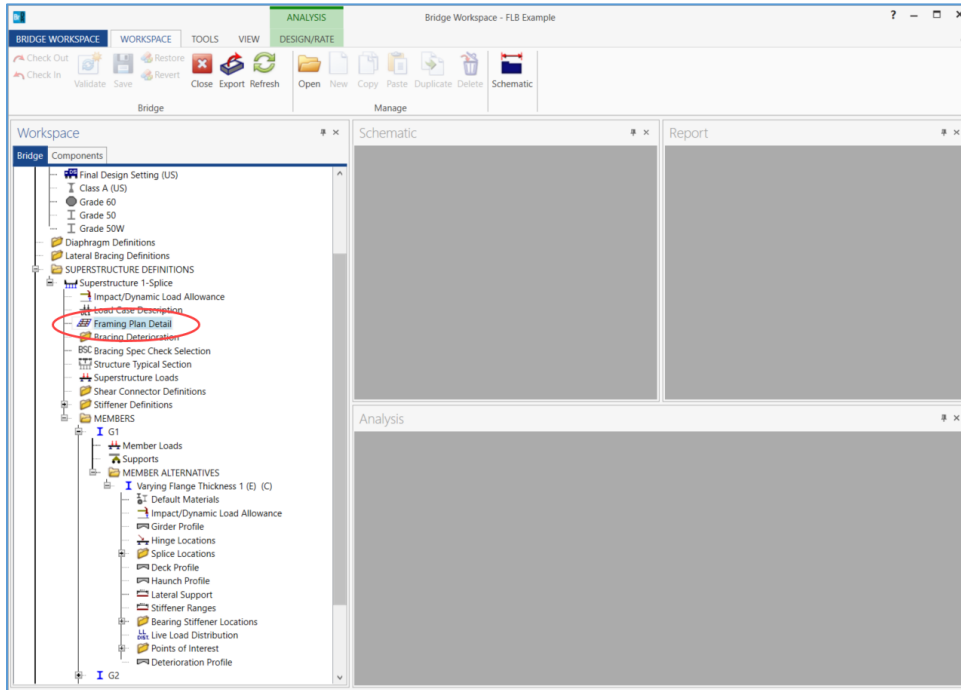 Br
ANALYSIS
Bridge Workspace - FLB Example
?
BRIDGE WORKSPACE WORKSPACE TOOLS VIEW DESIGN/RATE
Check Out
Check In
Validate Save
Restore
Revert
Close Export Refresh
Open New Copy Paste Duplicate Delete Schematic
Bridge Manage
Workspace
Bridge Components
Final Design Setting (US)
Class A (US)
Grade 60
Grade 50
Grade 50W
Diaphragm Definitions
Lateral Bracing Definitions
SUPERSTRUCTURE DEFINITIONS
Superstructure 1-Splice
Impact/Dynamic Load Allowance
Load Case Description
Framing Plan Detail
Bracing Deterioration
BSC Bracing Spec Check Selection
Structure Typical Section
Superstructure Loads
Shear Connector Definitions
Stiffener Definitions
MEMBERS
G1
Member Loads
Supports
MEMBER ALTERNATIVES
Varying Flange Thickness 1 (E) (C)
Default Materials
Impact/Dynamic Load Allowance
Girder Profile
Hinge Locations
Splice Locations
Deck Profile
Haunch Profile
Lateral Support
Stiffener Ranges
Bearing Stiffener Locations
Live Load Distribution
Points of Interest
Deterioration Profile
G2
Schematic
Report
Analysis